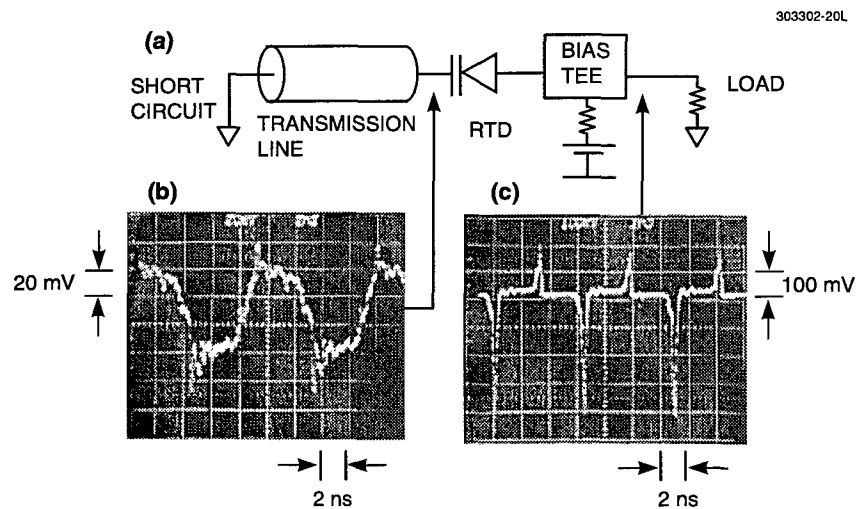 303302-20L
(a)
SHORT
CIRCUIT
TRANSMISSION
LINE
RTD
BIAS
TEE
LOAD
(b)
(c)
20 mV
100 mV
2 ns
2 ns